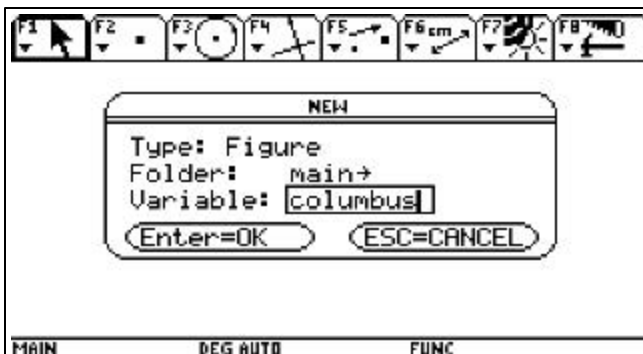 F1 F2 F3 F4 F5 F6 cm F7 F8
NEW
Type: Figure
Folder: main→
Variable: columbus
Enter=OK ESC=CANCEL
MAIN DEG AUTO FUNC